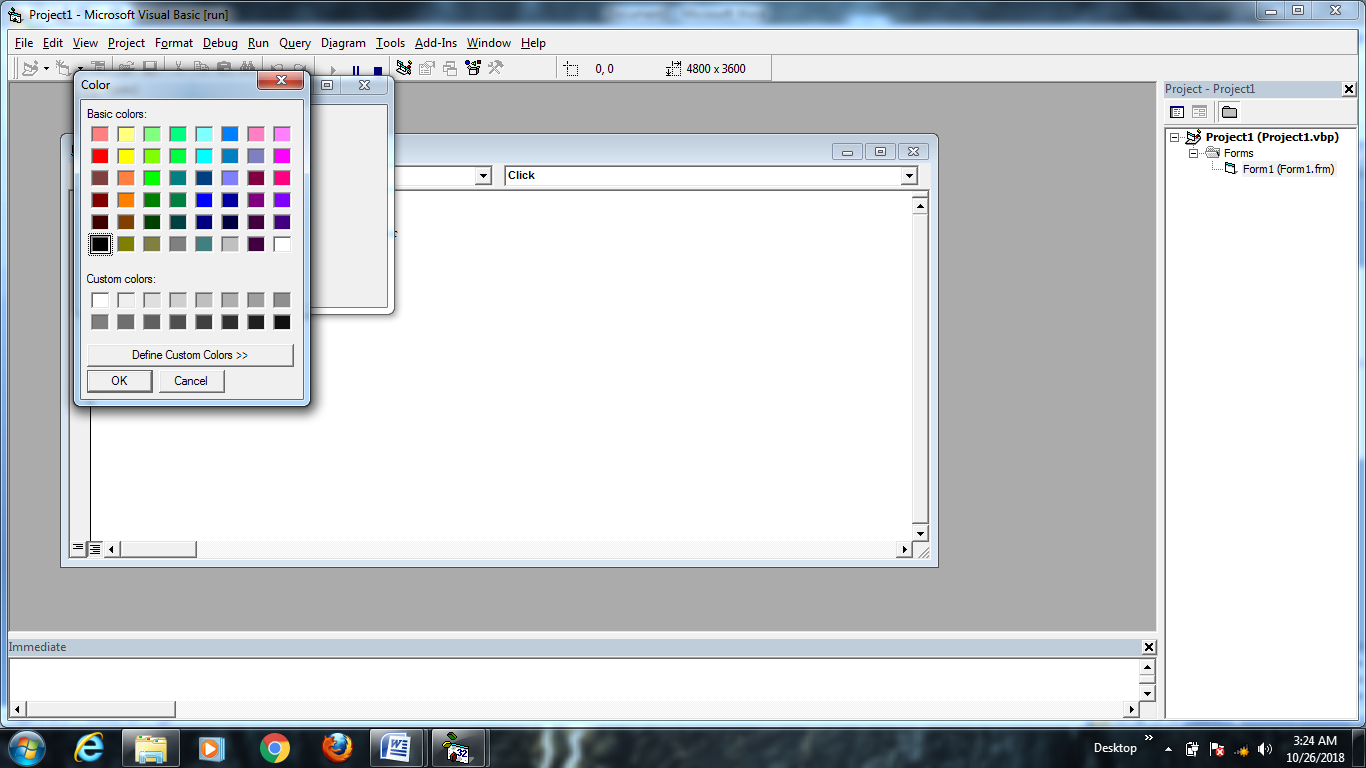 Project1 - Microsoft Visual Basic [run]
File Edit View Project Format Debug Run Query Diagram Tools Add-Ins Window Help
0, 0
4800 x 3600
Color
Basic colors:
Custom colors:
Define Custom Colors >>
OK Cancel
Click
Project - Project1
Project1 (Project1.vbp)
Forms
Form1 (Form1.frm)
Immediate
Desktop »
3:24 AM
10/26/2018